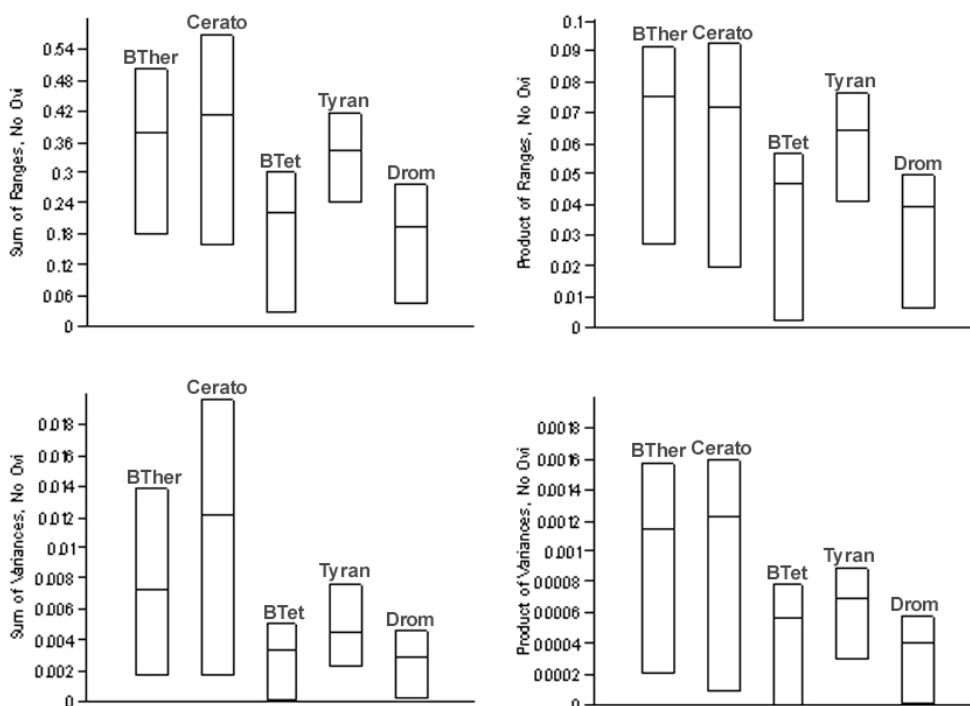 Sum of Ranges, No Ovi
0.54
0.48
0.42
0.36
0.3
0.24
0.18
0.12
0.06
0
BTher
Cerato
BTet
Tyran
Drom
Product of Ranges, No Ovi
0.1
0.09
0.08
0.07
0.06
0.05
0.04
0.03
0.02
0.01
0
BTher
Cerato
BTet
Tyran
Drom
Sum of Variances, No Ovi
0.018
0.016
0.014
0.012
0.01
0.008
0.006
0.004
0.002
0
BTher
Cerato
BTet
Tyran
Drom
Product of Variances, No Ovi
0.0018
0.0016
0.0014
0.0012
0.001
0.00008
0.00006
0.00004
0.00002
0
BTher
Cerato
BTet
Tyran
Drom